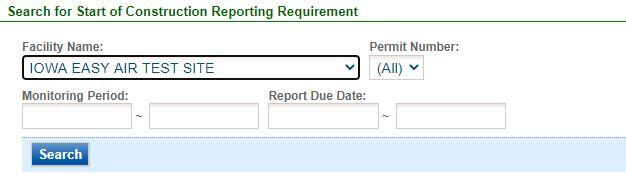 Search for Start of Construction Reporting Requirement
Facility Name: Permit Number:
IOWA EASY AIR TEST SITE (All)
Monitoring Period: Report Due Date:
~ ~
Search